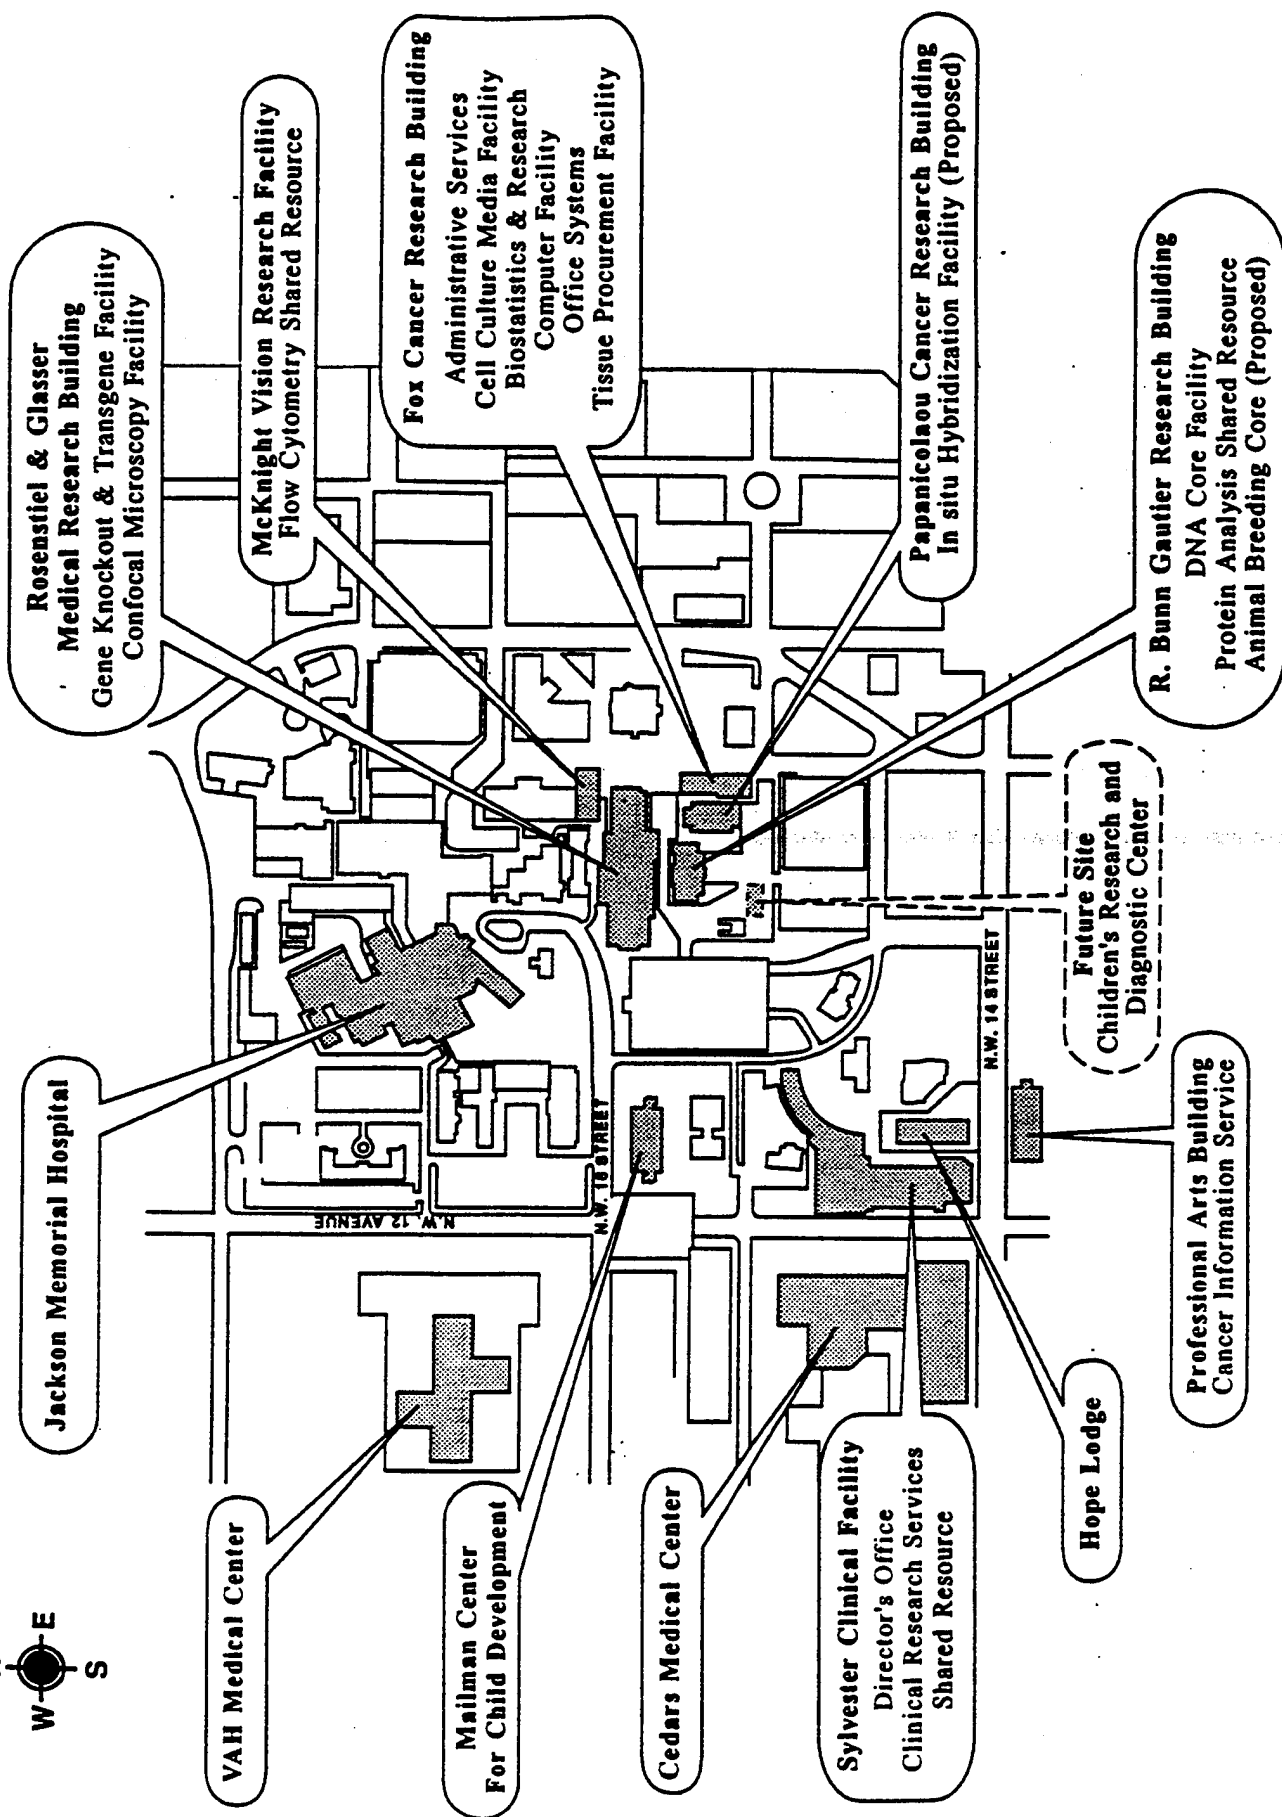 W
E
S
Rosenstiel & Glasser
Medical Research Building
Gene Knockout & Transgene Facility
Confocal Microscopy Facility
McKnight Vision Research Facility
Flow Cytometry Shared Resource
Fox Cancer Research Building
Administrative Services
Cell Culture Media Facility
Biostatistics & Research
Computer Facility
Office Systems
Tissue Procurement Facility
Papanicolaou Cancer Research Building
In situ Hybridization Facility (Proposed)
R. Bunn Gautier Research Building
DNA Core Facility
Protein Analysis Shared Resource
Animal Breeding Core (Proposed)
Future Site
Children's Research and
Diagnostic Center
Jackson Memorial Hospital
VAH Medical Center
Mailman Center
For Child Development
Cedars Medical Center
Sylvester Clinical Facility
Director's Office
Clinical Research Services
Shared Resource
Hope Lodge
Professional Arts Building
Cancer Information Service
N.W. 12 AVENUE
N.W. 16 STREET
N.W. 14 STREET